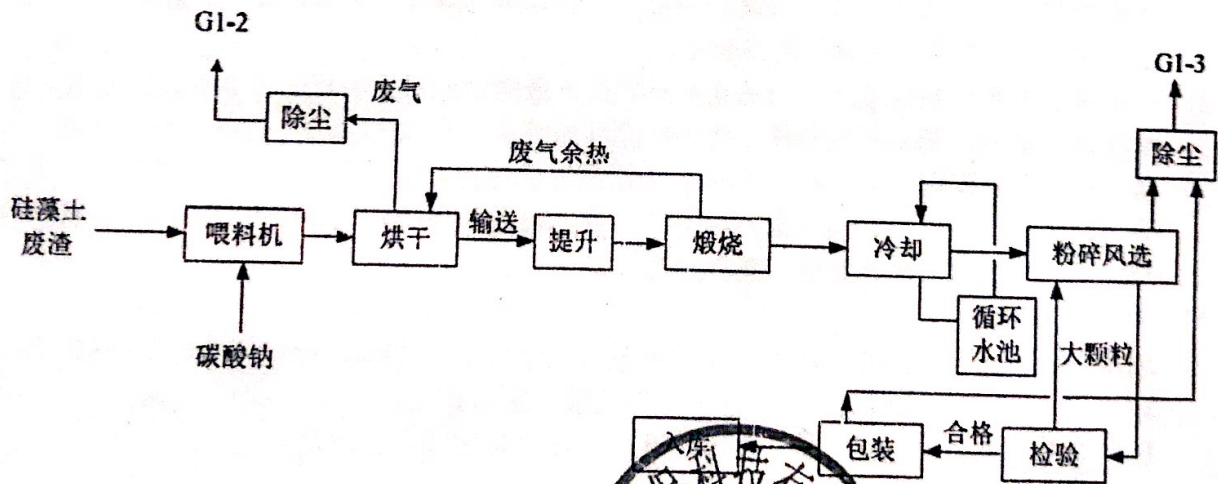 G1-2
G1-3
废气
除尘
除尘
废气余热
硅藻土
废渣
喂料机
烘干
输送
提升
煅烧
冷却
粉碎风选
循环
水池
大颗粒
碳酸钠
入库
包装
合格
检验